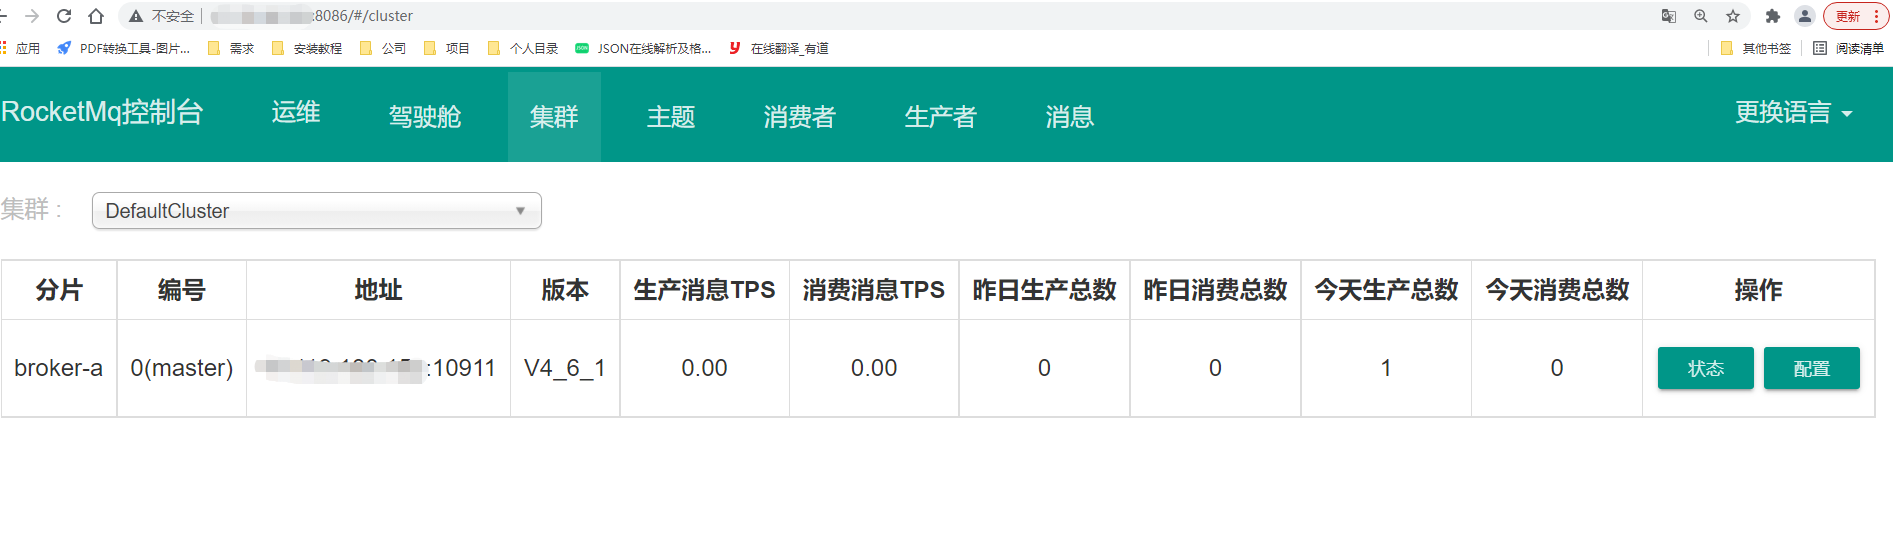 不安全 :8086/#/cluster 更新
应用 PDF转换工具-图片... 需求 安装教程 公司 项目 个人目录 JSON在线解析及格... 在线翻译_有道 其他书签 阅读清单
RocketMq控制台 运维 驾驶舱 集群 主题 消费者 生产者 消息 更换语言
集群 : DefaultCluster
分片 编号 地址 版本 生产消息TPS 消费消息TPS 昨日生产总数 昨日消费总数 今天生产总数 今天消费总数 操作
broker-a 0(master) :10911 V4_6_1 0.00 0.00 0 0 1 0 状态 配置